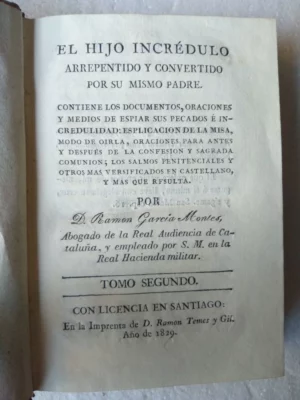 EL HIJO INCRÉDULO
ARREPENTIDO Y CONVERTIDO
POR SU MISMO PADRE.
CONTIENE LOS DOCUMENTOS, ORACIONES
Y MEDIOS DE ESPIAR SUS PECADOS É IN-
CREDULIDAD: ESPLICACION DE LA MISA,
MODO DE OIRLA, ORACIONES PARA ANTES
Y DESPUES DE LA CONFESION Y SAGRADA
COMUNION; LOS SALMOS PENITENCIALES Y
OTROS MAS VERSIFICADOS EN CASTELLANO,
Y MAS QUE RESULTA.
POR
D. Ramon García Montes,
Abogado de la Real Audiencia de Ca-
taluña, y empleado por S. M. en la
Real Hacienda militar.
TOMO SEGUNDO.
CON LICENCIA EN SANTIAGO:
En la Imprenta de D. Ramon Temes y Gil.
Año de 1829.